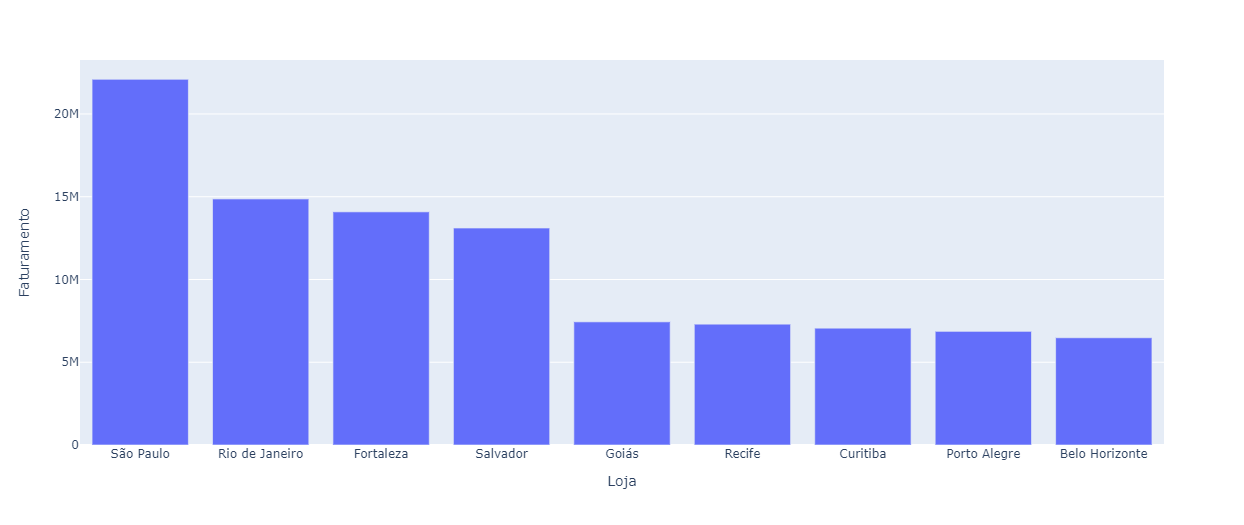 20M
15M
10M
5M
0
Faturamento
São Paulo
Rio de Janeiro
Fortaleza
Salvador
Goiás
Recife
Curitiba
Porto Alegre
Belo Horizonte
Loja